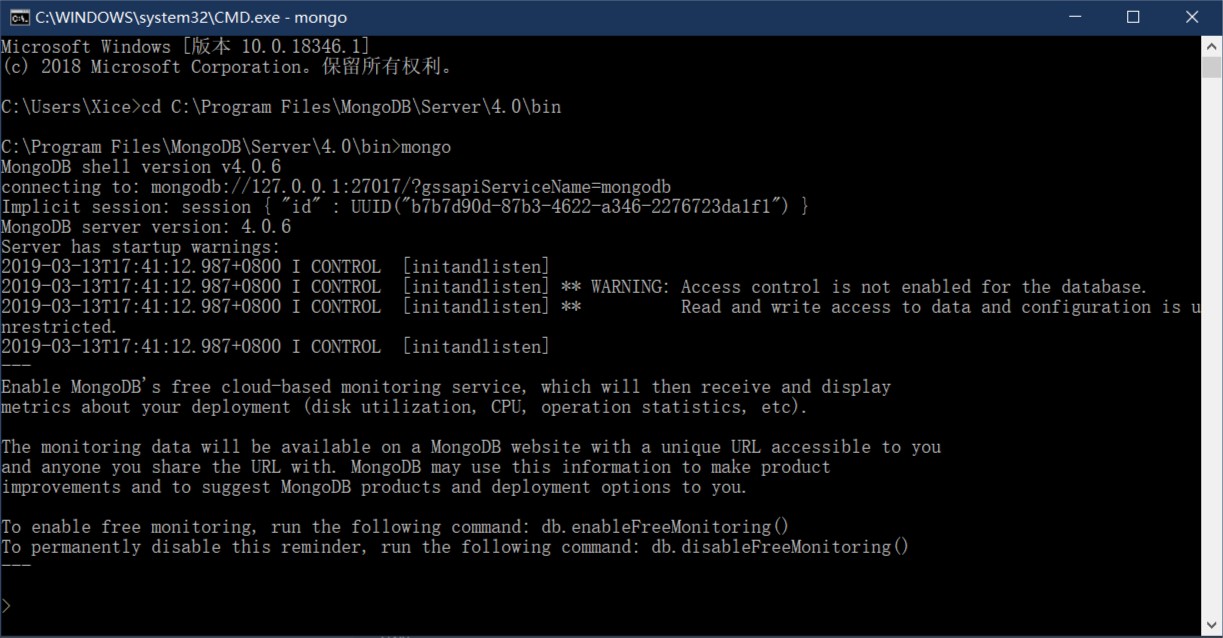 C:\WINDOWS\system32\CMD.exe - mongo
Microsoft Windows [版本 10.0.18346.1]
(c) 2018 Microsoft Corporation。保留所有权利。
C:\Users\Xice>cd C:\Program Files\MongoDB\Server\4.0\bin
C:\Program Files\MongoDB\Server\4.0\bin>mongo
MongoDB shell version v4.0.6
connecting to: mongodb://127.0.0.1:27017/?gssapiServiceName=mongodb
Implicit session: session { "id" : UUID("b7b7d90d-87b3-4622-a346-2276723da1f1") }
MongoDB server version: 4.0.6
Server has startup warnings:
2019-03-13T17:41:12.987+0800 I CONTROL  [initandlisten]
2019-03-13T17:41:12.987+0800 I CONTROL  [initandlisten] ** WARNING: Access control is not enabled for the database.
2019-03-13T17:41:12.987+0800 I CONTROL  [initandlisten] **          Read and write access to data and configuration is u
nrestricted.
2019-03-13T17:41:12.987+0800 I CONTROL  [initandlisten]
---
Enable MongoDB's free cloud-based monitoring service, which will then receive and display
metrics about your deployment (disk utilization, CPU, operation statistics, etc).
The monitoring data will be available on a MongoDB website with a unique URL accessible to you
and anyone you share the URL with. MongoDB may use this information to make product
improvements and to suggest MongoDB products and deployment options to you.
To enable free monitoring, run the following command: db.enableFreeMonitoring()
To permanently disable this reminder, run the following command: db.disableFreeMonitoring()
---
>